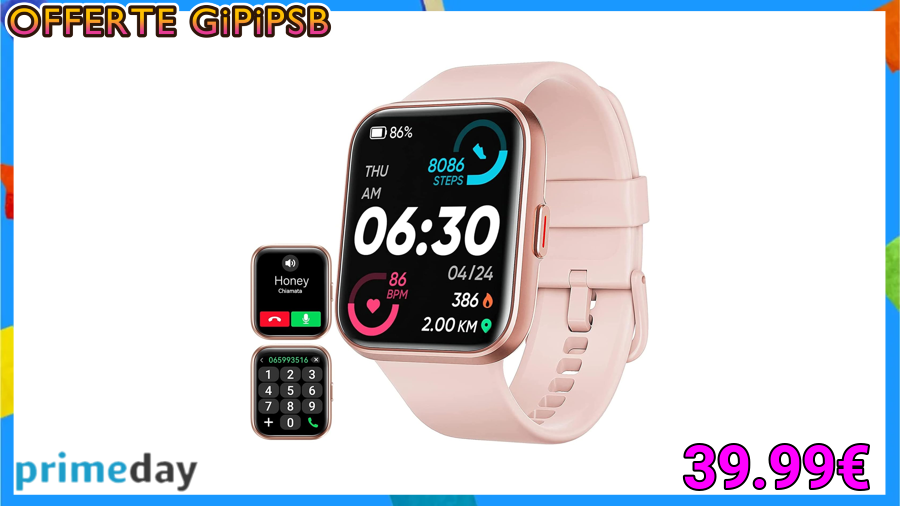 OFFERTE GiPiPSB
86%
8086
STEPS
THU
AM
06:30
86
BPM
04/24
386
2.00 KM
Honey
Chiamata
065993516
1 2 3
4 5 6
7 8 9
+ 0
primeday
39.99€